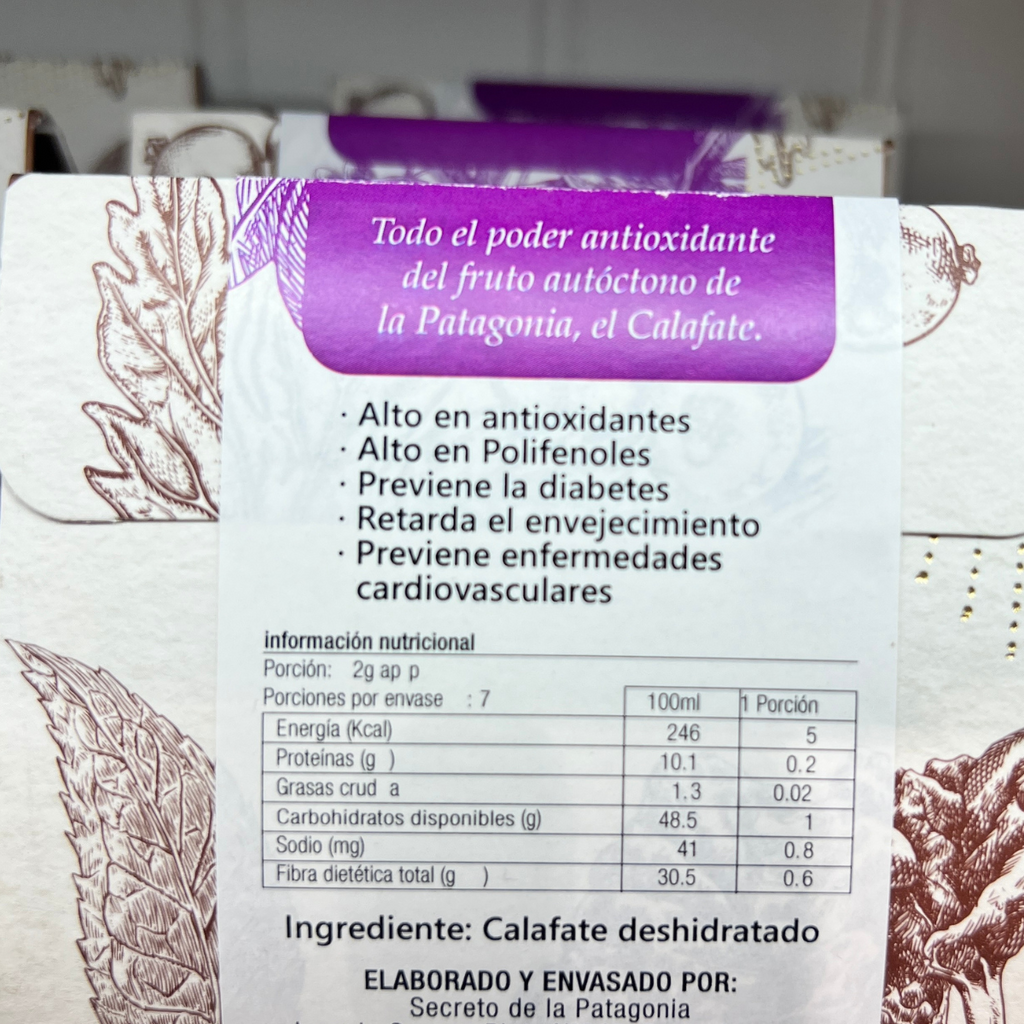 Todo el poder antioxidante
del fruto autóctono de
la Patagonia, el Calafate.
· Alto en antioxidantes
· Alto en Polifenoles
· Previene la diabetes
· Retarda el envejecimiento
· Previene enfermedades
cardiovasculares
información nutricional
Porción: 2g ap p
Porciones por envase : 7 100ml 1 Porción
Energía (Kcal) 246 5
Proteínas (g ) 10.1 0.2
Grasas crud a 1.3 0.02
Carbohidratos disponibles (g) 48.5 1
Sodio (mg) 41 0.8
Fibra dietética total (g ) 30.5 0.6
Ingrediente: Calafate deshidratado
ELABORADO Y ENVASADO POR:
Secreto de la Patagonia